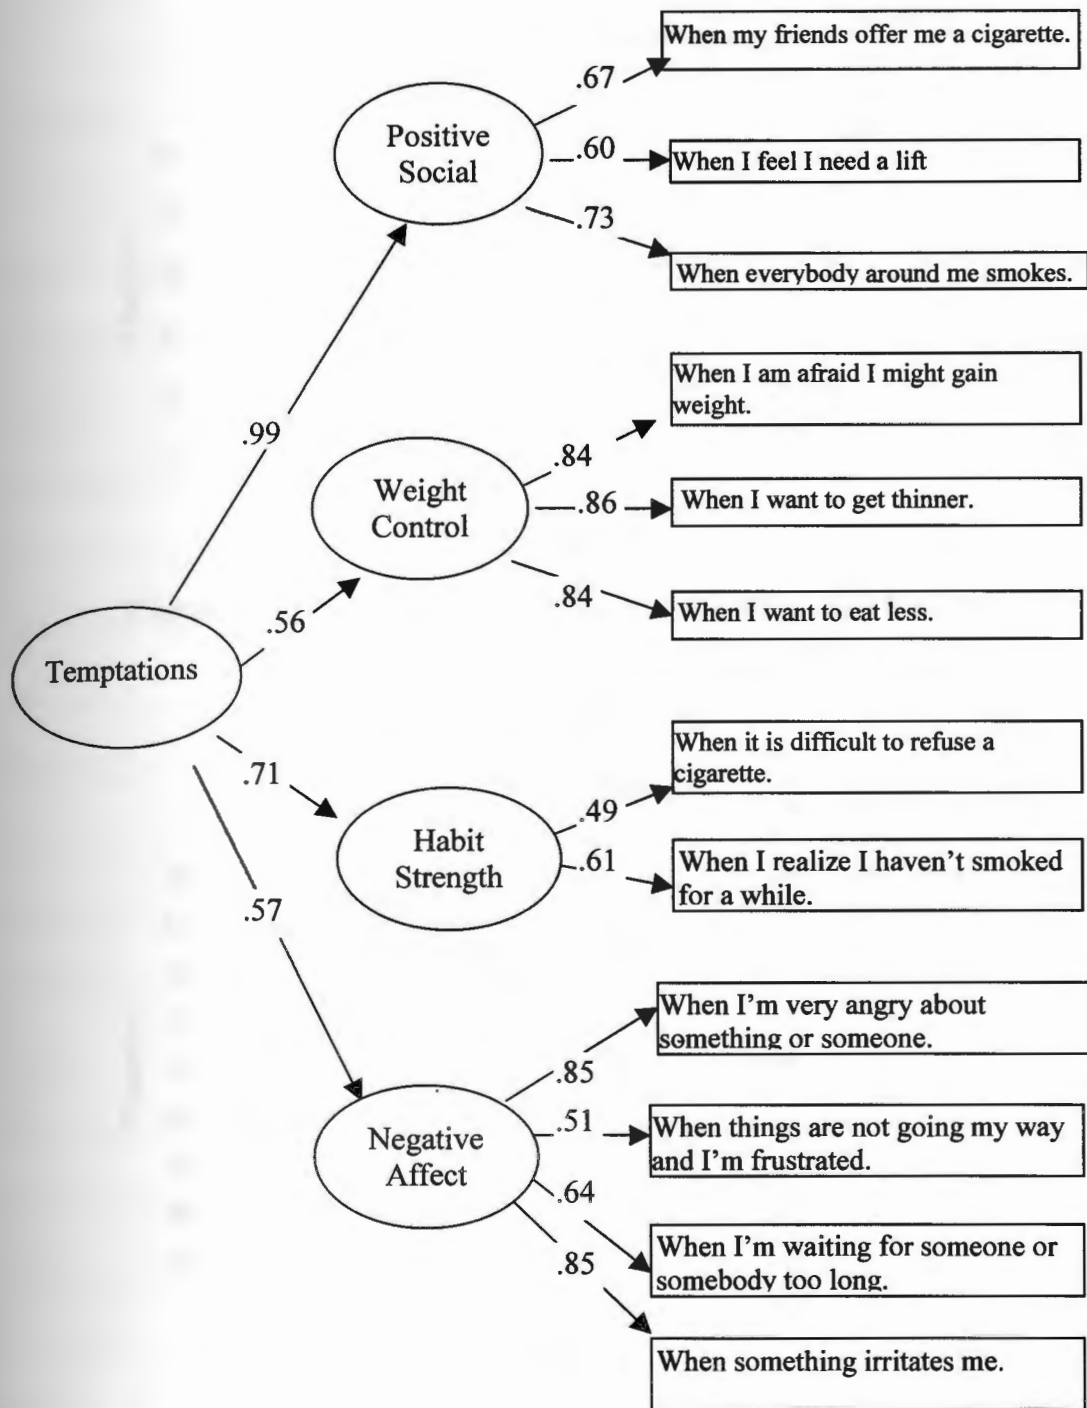 When my friends offer me a cigarette.
.67
Positive
Social
.60
When I feel I need a lift
.73
When everybody around me smokes.
.99
When I am afraid I might gain
weight.
.84
Weight
Control
.86
When I want to get thinner.
.84
When I want to eat less.
.56
Temptations
.71
When it is difficult to refuse a
cigarette.
.49
Habit
Strength
.61
When I realize I haven't smoked
for a while.
.57
When I'm very angry about
something or someone.
.85
Negative
Affect
.51
When things are not going my way
and I'm frustrated.
.64
When I'm waiting for someone or
somebody too long.
.85
When something irritates me.